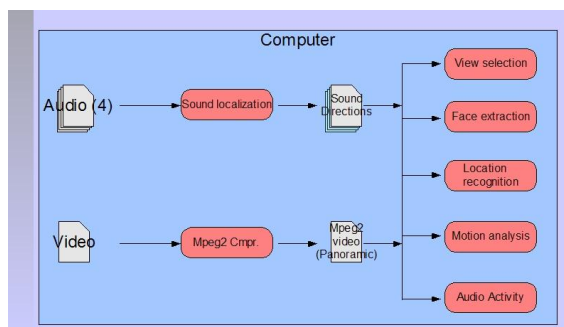 Computer
Audio (4)
Sound localization
Sound
Directions
View selection
Face extraction
Location
recognition
Video
Mpeg2 Cmpr.
Mpeg2
video
(Panoramic)
Motion analysis
Audio Activity